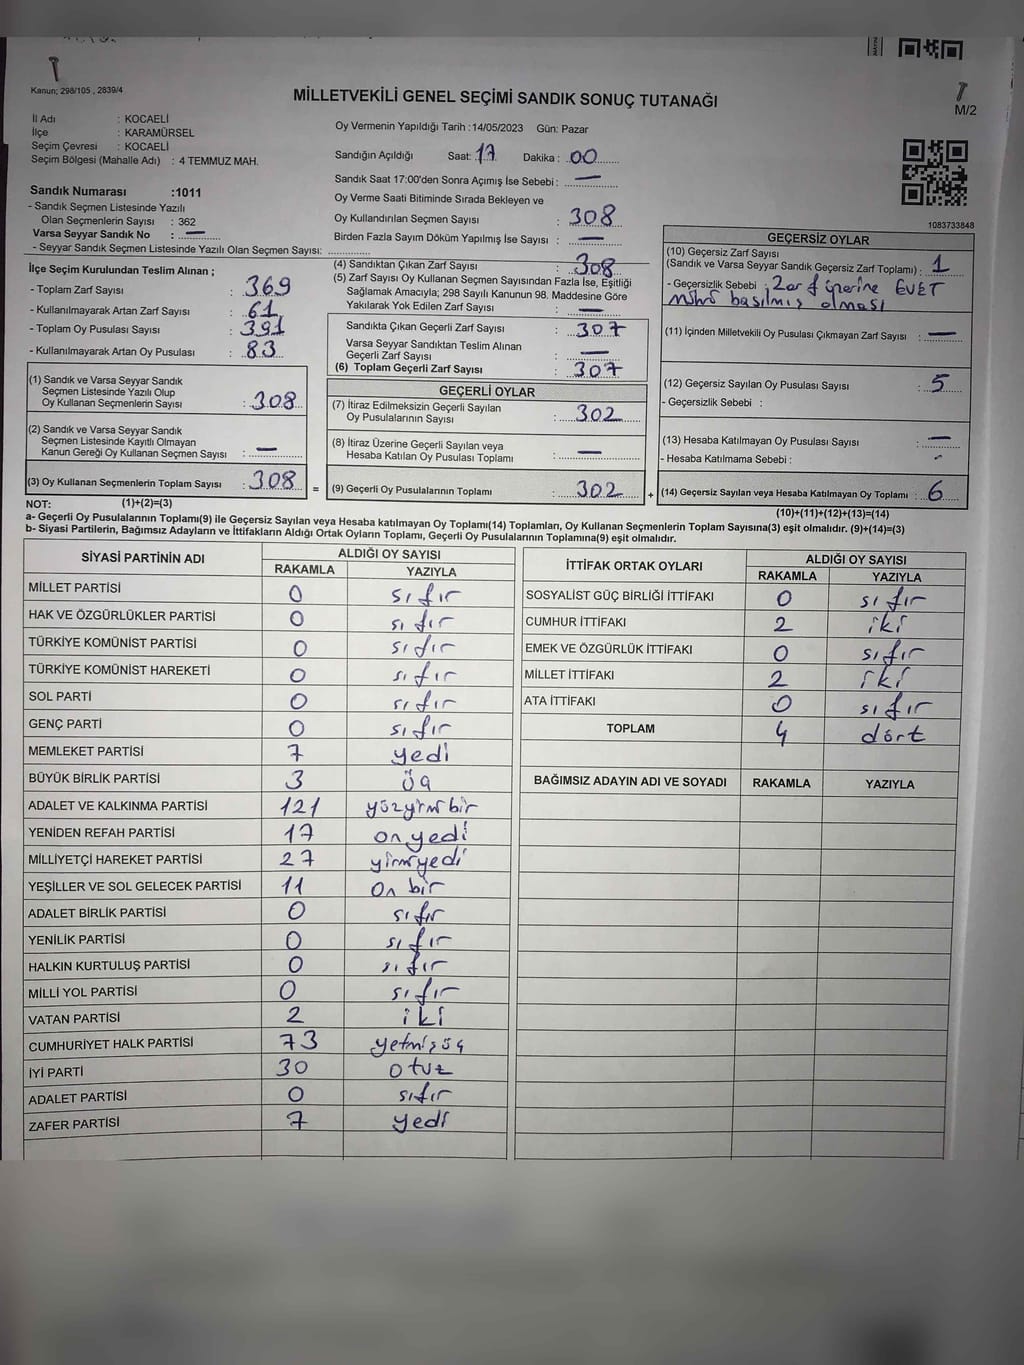 Kanun; 298/105 , 2839/4
MİLLETVEKİLİ GENEL SEÇİMİ SANDIK SONUÇ TUTANAĞI
M/2
İl Adı : KOCAELİ
İlçe : KARAMÜRSEL
Seçim Çevresi : KOCAELİ
Seçim Bölgesi (Mahalle Adı) : 4 TEMMUZ MAH.
Oy Vermenin Yapıldığı Tarih :14/05/2023 Gün: Pazar
Sandığın Açıldığı Saat: 17 Dakika : 00
Sandık Saat 17:00'den Sonra Açımış İse Sebebi : —
Oy Verme Saati Bitiminde Sırada Bekleyen ve
Oy Kullandırılan Seçmen Sayısı : 308
Birden Fazla Sayım Döküm Yapılmış İse Sayısı : —
Sandık Numarası :1011
- Sandık Seçmen Listesinde Yazılı
Olan Seçmenlerin Sayısı : 362
Varsa Seyyar Sandık No : —
- Seyyar Sandık Seçmen Listesinde Yazılı Olan Seçmen Sayısı:
1083733848
İlçe Seçim Kurulundan Teslim Alınan ;
- Toplam Zarf Sayısı : 369
- Kullanılmayarak Artan Zarf Sayısı : 61
- Toplam Oy Pusulası Sayısı : 391
- Kullanılmayarak Artan Oy Pusulası : 83
(1) Sandık ve Varsa Seyyar Sandık
Seçmen Listesinde Yazılı Olup
Oy Kullanan Seçmenlerin Sayısı : 308
(2) Sandık ve Varsa Seyyar Sandık
Seçmen Listesinde Kayıtlı Olmayan
Kanun Gereği Oy Kullanan Seçmen Sayısı : —
(3) Oy Kullanan Seçmenlerin Toplam Sayısı : 308
(1)+(2)=(3)
(4) Sandıktan Çıkan Zarf Sayısı : 308
(5) Zarf Sayısı Oy Kullanan Seçmen Sayısından Fazla İse, Eşitliği
Sağlamak Amacıyla; 298 Sayılı Kanunun 98. Maddesine Göre
Yakılarak Yok Edilen Zarf Sayısı : —
Sandıkta Çıkan Geçerli Zarf Sayısı : 307
Varsa Seyyar Sandıktan Teslim Alınan
Geçerli Zarf Sayısı : —
(6) Toplam Geçerli Zarf Sayısı : 307
GEÇERLİ OYLAR
(7) İtiraz Edilmeksizin Geçerli Sayılan
Oy Pusulalarının Sayısı : 302
(8) İtiraz Üzerine Geçerli Sayılan veya
Hesaba Katılan Oy Pusulası Toplamı : —
= (9) Geçerli Oy Pusulalarının Toplamı : 302 +
GEÇERSİZ OYLAR
(10) Geçersiz Zarf Sayısı
(Sandık ve Varsa Seyyar Sandık Geçersiz Zarf Toplamı) : 1
- Geçersizlik Sebebi : Zarf üzerine EVET
mührü basılmış olması
(11) İçinden Milletvekili Oy Pusulası Çıkmayan Zarf Sayısı : —
(12) Geçersiz Sayılan Oy Pusulası Sayısı : 5
- Geçersizlik Sebebi :
(13) Hesaba Katılmayan Oy Pusulası Sayısı : —
- Hesaba Katılmama Sebebi : -
(14) Geçersiz Sayılan veya Hesaba Katılmayan Oy Toplamı : 6
(10)+(11)+(12)+(13)=(14)
NOT:
a- Geçerli Oy Pusulalarının Toplamı(9) ile Geçersiz Sayılan veya Hesaba katılmayan Oy Toplamı(14) Toplamları, Oy Kullanan Seçmenlerin Toplam Sayısına(3) eşit olmalıdır. (9)+(14)=(3)
b- Siyasi Partilerin, Bağımsız Adayların ve İttifakların Aldığı Ortak Oyların Toplamı, Geçerli Oy Pusulalarının Toplamına(9) eşit olmalıdır.
SİYASİ PARTİNİN ADI ALDIĞI OY SAYISI
RAKAMLA YAZIYLA
MİLLET PARTİSİ 0 sıfır
HAK VE ÖZGÜRLÜKLER PARTİSİ 0 sıfır
TÜRKİYE KOMÜNİST PARTİSİ 0 sıfır
TÜRKİYE KOMÜNİST HAREKETİ 0 sıfır
SOL PARTİ 0 sıfır
GENÇ PARTİ 0 sıfır
MEMLEKET PARTİSİ 7 yedi
BÜYÜK BİRLİK PARTİSİ 3 üç
ADALET VE KALKINMA PARTİSİ 121 yüzyirmibir
YENİDEN REFAH PARTİSİ 17 onyedi
MİLLİYETÇİ HAREKET PARTİSİ 27 yirmiyedi
YEŞİLLER VE SOL GELECEK PARTİSİ 11 On bir
ADALET BİRLİK PARTİSİ 0 sıfır
YENİLİK PARTİSİ 0 sıfır
HALKIN KURTULUŞ PARTİSİ 0 sıfır
MİLLİ YOL PARTİSİ 0 sıfır
VATAN PARTİSİ 2 iki
CUMHURİYET HALK PARTİSİ 73 yetmişüç
İYİ PARTİ 30 otuz
ADALET PARTİSİ 0 sıfır
ZAFER PARTİSİ 7 yedi
İTTİFAK ORTAK OYLARI ALDIĞI OY SAYISI
RAKAMLA YAZIYLA
SOSYALİST GÜÇ BİRLİĞİ İTTİFAKI 0 sıfır
CUMHUR İTTİFAKI 2 iki
EMEK VE ÖZGÜRLÜK İTTİFAKI 0 sıfır
MİLLET İTTİFAKI 2 iki
ATA İTTİFAKI 0 sıfır
TOPLAM 4 dört
BAĞIMSIZ ADAYIN ADI VE SOYADI RAKAMLA YAZIYLA